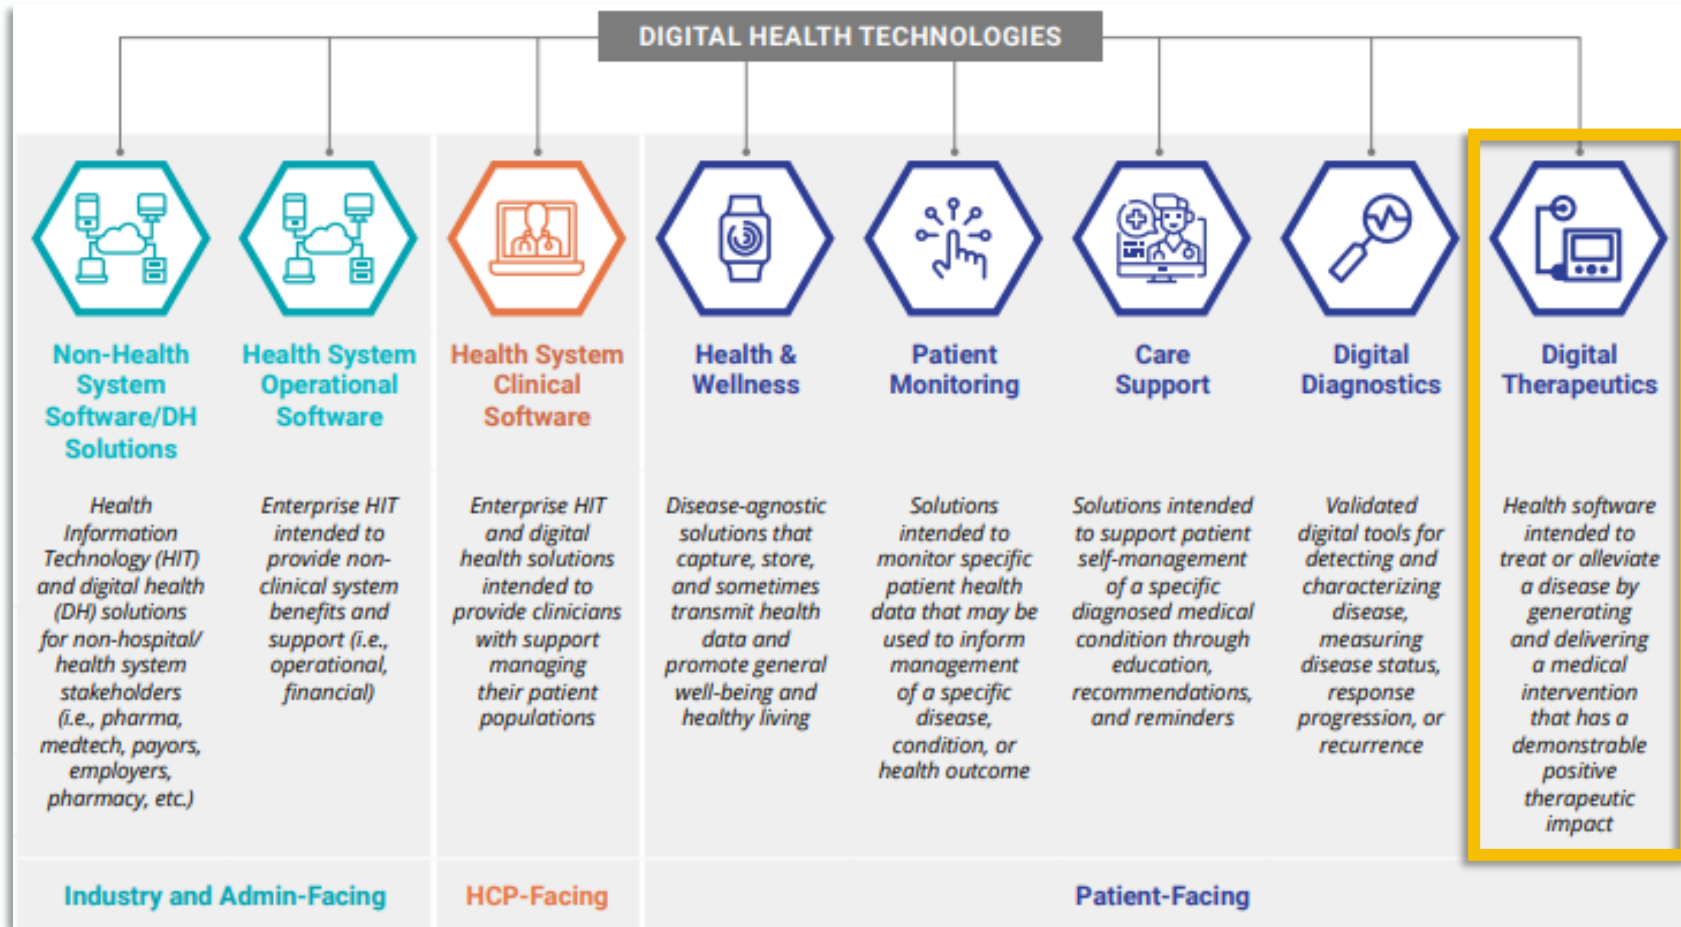 DIGITAL HEALTH TECHNOLOGIES
Non-Health
System
Software/DH
Solutions
Health
Information
Technology (HIT)
and digital health
(DH) solutions
for non-hospital/
health system
stakeholders
(i.e., pharma,
medtech, payors,
employers,
pharmacy, etc.)
Health System
Operational
Software
Enterprise HIT
intended to
provide non-
clinical system
benefits and
support (i.e.,
operational,
financial)
Health System
Clinical
Software
Enterprise HIT
and digital
health solutions
intended to
provide clinicians
with support
managing
their patient
populations
Health &
Wellness
Disease-agnostic
solutions that
capture, store,
and sometimes
transmit health
data and
promote general
well-being and
healthy living
Patient
Monitoring
Solutions
intended to
monitor specific
patient health
data that may be
used to inform
management
of a specific
disease,
condition, or
health outcome
Care
Support
Solutions intended
to support patient
self-management
of a specific
diagnosed medical
condition through
education,
recommendations,
and reminders
Digital
Diagnostics
Validated
digital tools for
detecting and
characterizing
disease,
measuring
disease status,
response
progression, or
recurrence
Digital
Therapeutics
Health software
intended to
treat or alleviate
a disease by
generating
and delivering
a medical
intervention
that has a
demonstrable
positive
therapeutic
impact
Industry and Admin-Facing
HCP-Facing
Patient-Facing